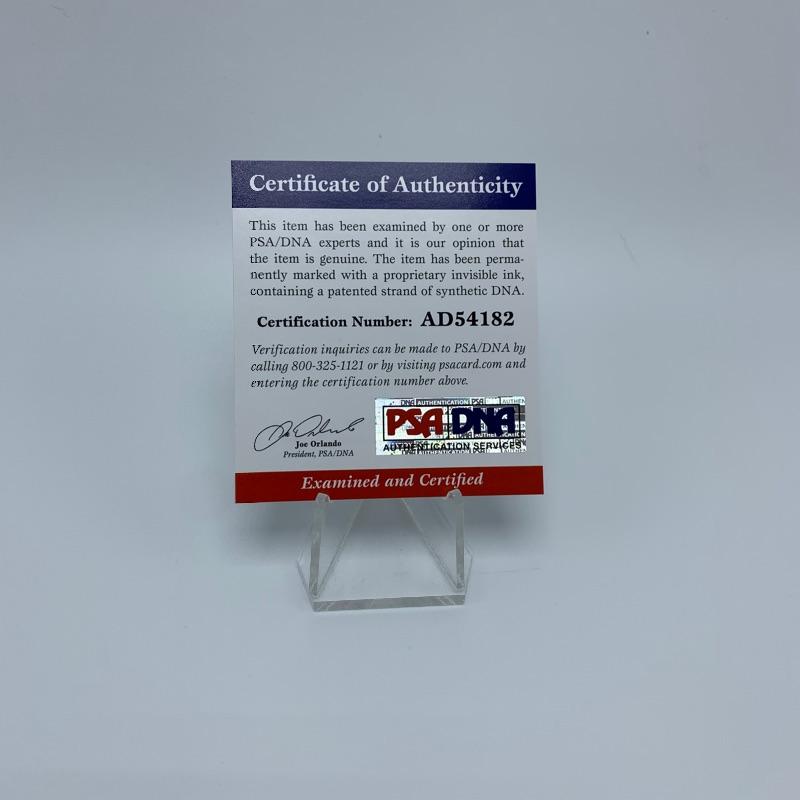 Certificate of Authenticity
This item has been examined by one or more
PSA/DNA experts and it is our opinion that
the item is genuine. The item has been perma-
nently marked with a proprietary invisible ink,
containing a patented strand of synthetic DNA.
Certification Number: AD54182
Verification inquiries can be made to PSA/DNA by
calling 800-325-1121 or by visiting psacard.com and
entering the certification number above.
Joe Orlando
President, PSA/DNA
DNA AUTHENTICATION PSA
PSA DNA
AUTHENTICATION SERVICES
Examined and Certified